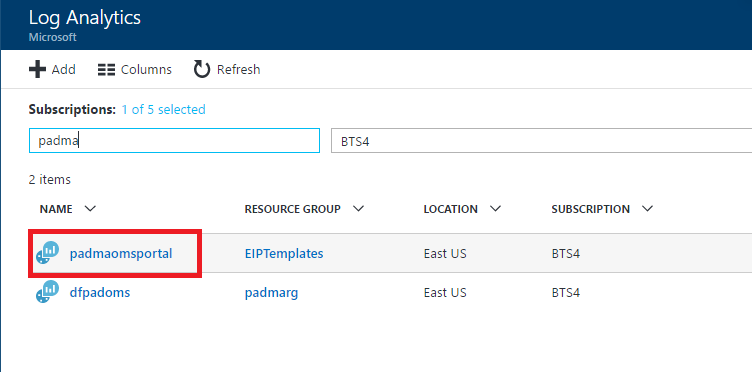 Log Analytics
Microsoft
Add Columns Refresh
Subscriptions: 1 of 5 selected
padma BTS4
2 items
NAME RESOURCE GROUP LOCATION SUBSCRIPTION
padmaomsportal EIPTemplates East US BTS4
dfpadoms padmarg East US BTS4